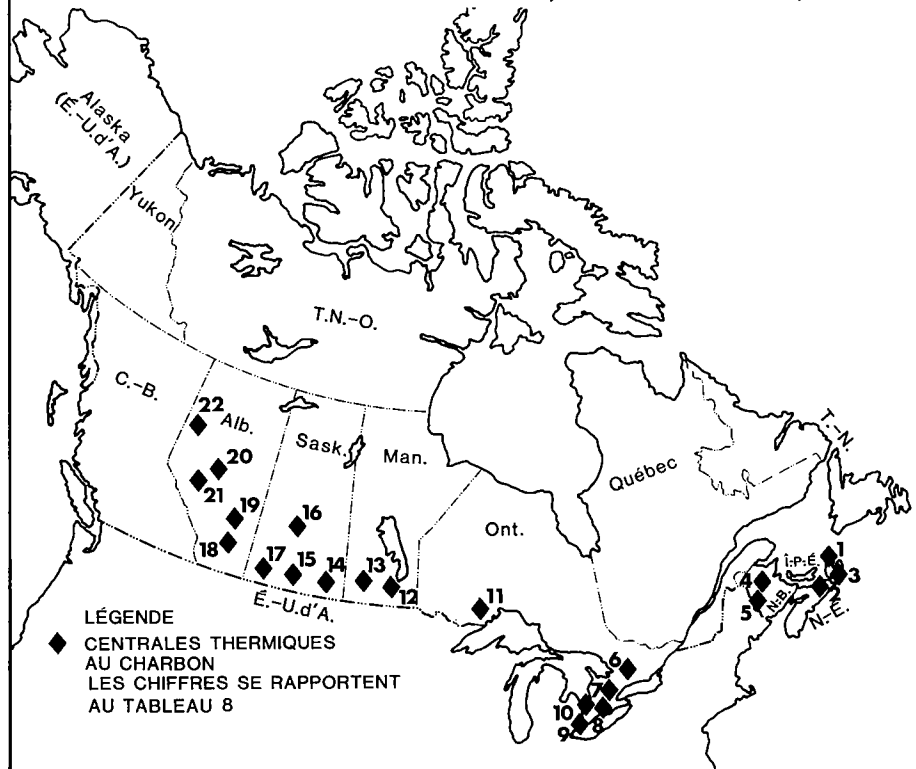 Alaska
(É.-U.d'A.)
Yukon
T.N.-O.
C.-B.
22
Alb.
20
21
19
18
Sask.
16
17
15
14
Man.
13
12
Ont.
11
Québec
T.-N.
Î.-P.-É.
1
3
2
4
5
N.-B.
N.-É.
6
7
10
8
9
É.-U.d'A.
LÉGENDE
CENTRALES THERMIQUES
AU CHARBON
LES CHIFFRES SE RAPPORTENT
AU TABLEAU 8